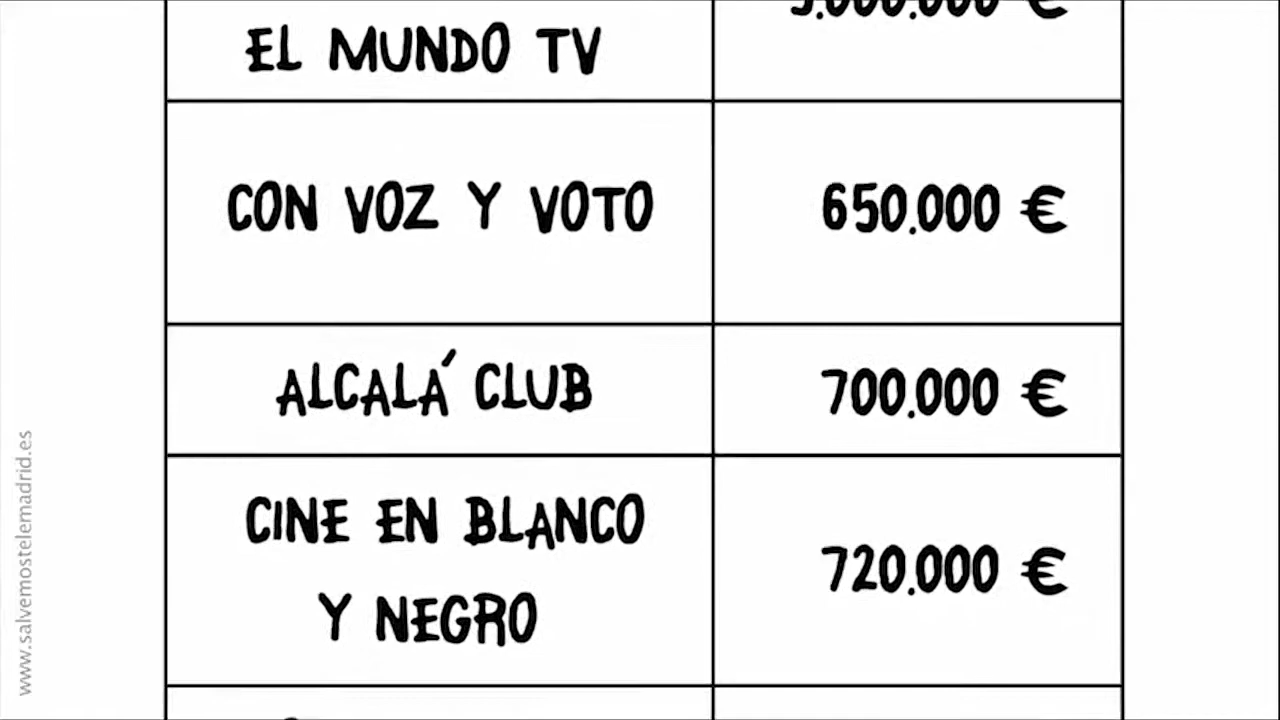 EL MUNDO TV
CON VOZ Y VOTO
650.000 €
ALCALÁ CLUB
700.000 €
CINE EN BLANCO
Y NEGRO
720.000 €
www.salvemostelemadrid.es